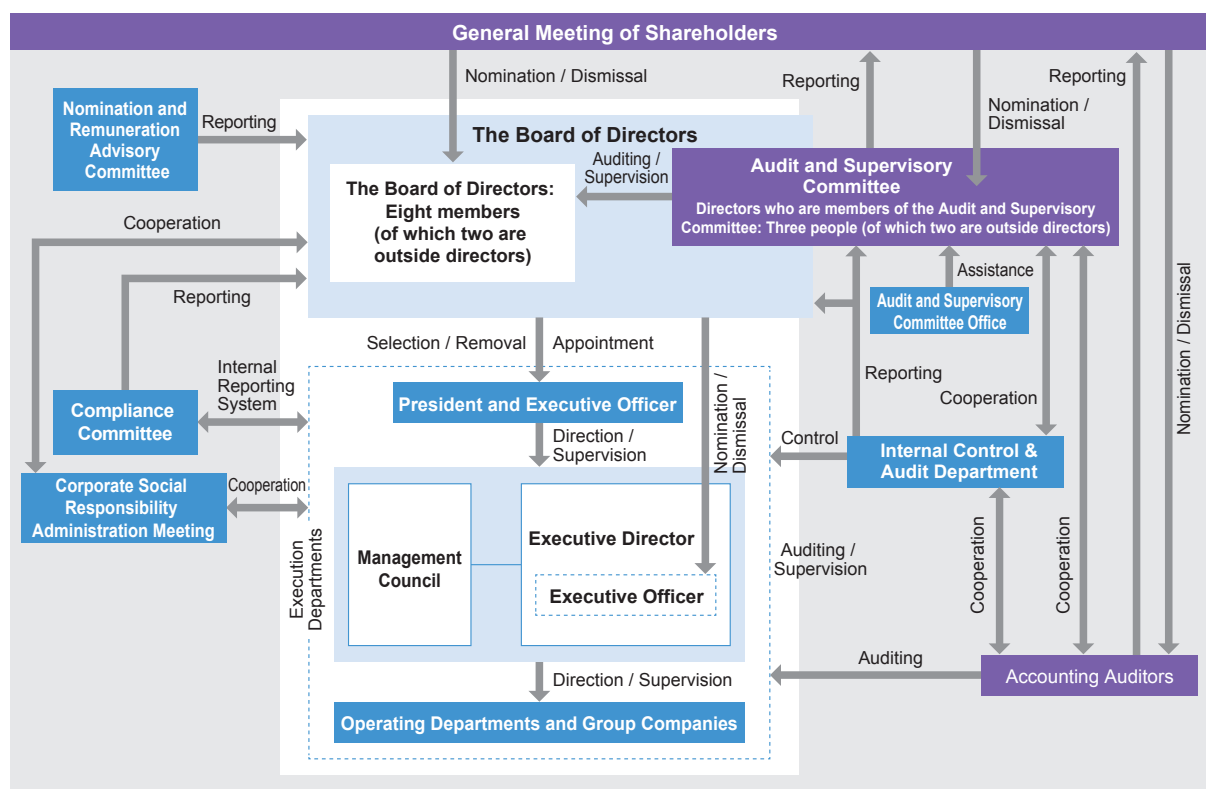 General Meeting of Shareholders
Nomination / Dismissal
Reporting
Nomination /
Dismissal
Reporting
Nomination and
Remuneration
Advisory
Committee
Reporting
The Board of Directors
Auditing /
Supervision
Audit and Supervisory
Committee
Directors who are members of the Audit and Supervisory
Committee: Three people (of which two are outside directors)
The Board of Directors:
Eight members
(of which two are
outside directors)
Cooperation
Reporting
Assistance
Audit and Supervisory
Committee Office
Nomination / Dismissal
Selection / Removal
Appointment
Internal
Reporting
System
Reporting
Cooperation
Compliance
Committee
President and Executive Officer
Nomination /
Dismissal
Direction /
Supervision
Control
Internal Control &
Audit Department
Corporate Social
Responsibility
Administration Meeting
Cooperation
Execution
Departments
Management
Council
Executive Director
Executive Officer
Auditing /
Supervision
Cooperation
Cooperation
Auditing
Accounting Auditors
Direction / Supervision
Operating Departments and Group Companies